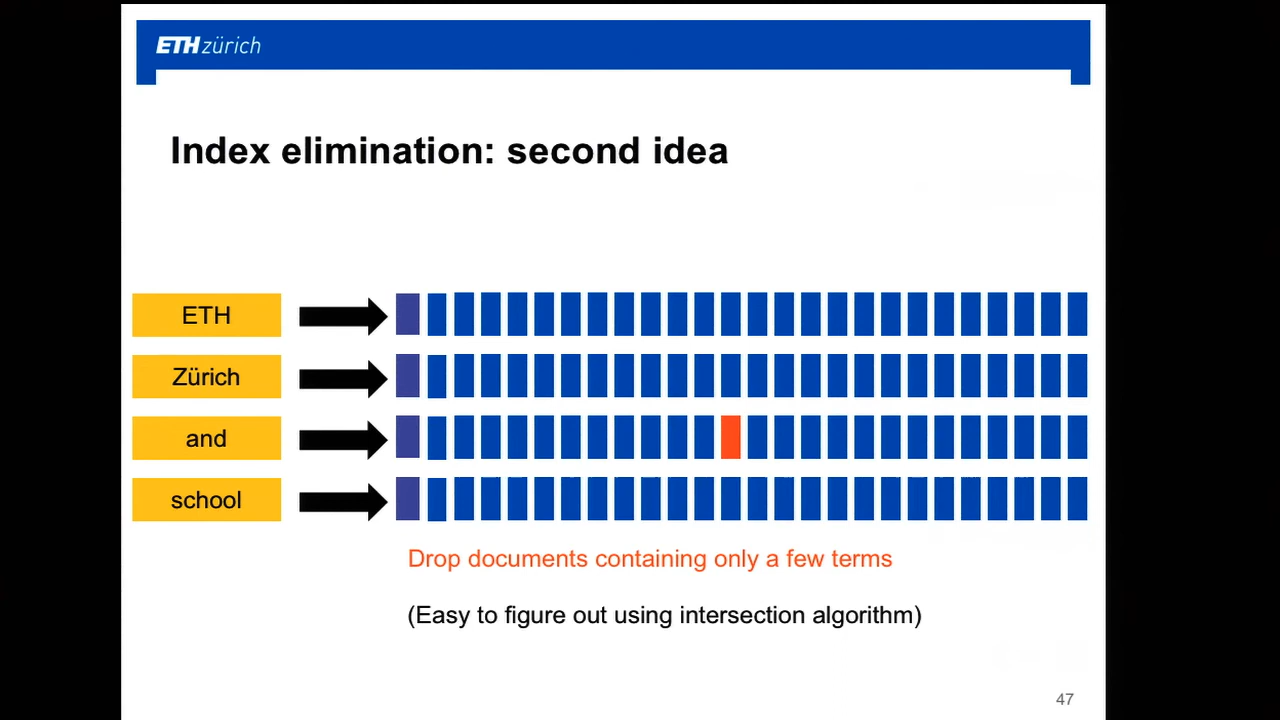 ETH zürich
Index elimination: second idea
ETH
Zürich
and
school
Drop documents containing only a few terms
(Easy to figure out using intersection algorithm)
47